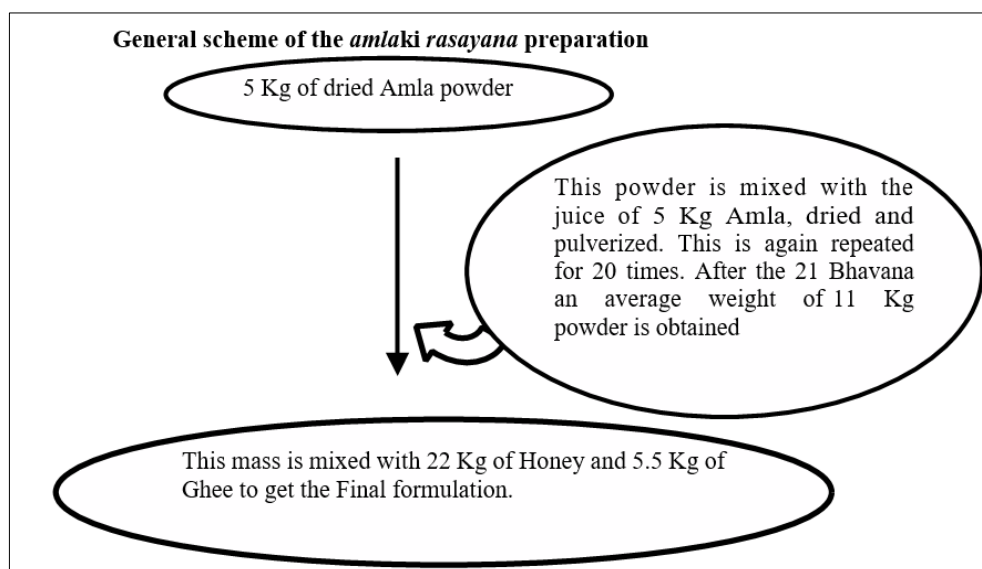 General scheme of the amlaki rasayana preparation
5 Kg of dried Amla powder
This powder is mixed with the
juice of 5 Kg Amla, dried and
pulverized. This is again repeated
for 20 times. After the 21 Bhavana
an average weight of 11 Kg
powder is obtained
This mass is mixed with 22 Kg of Honey and 5.5 Kg of
Ghee to get the Final formulation.